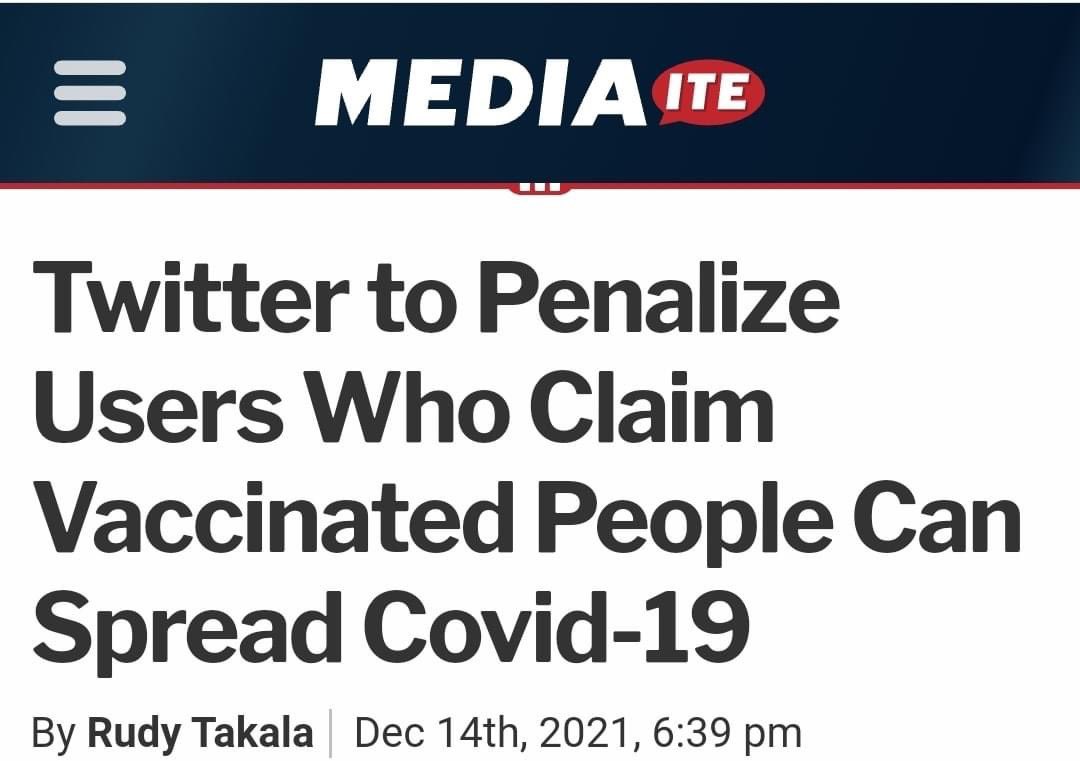 MEDIAITE
Twitter to Penalize
Users Who Claim
Vaccinated People Can
Spread Covid-19
By Rudy Takala | Dec 14th, 2021, 6:39 pm